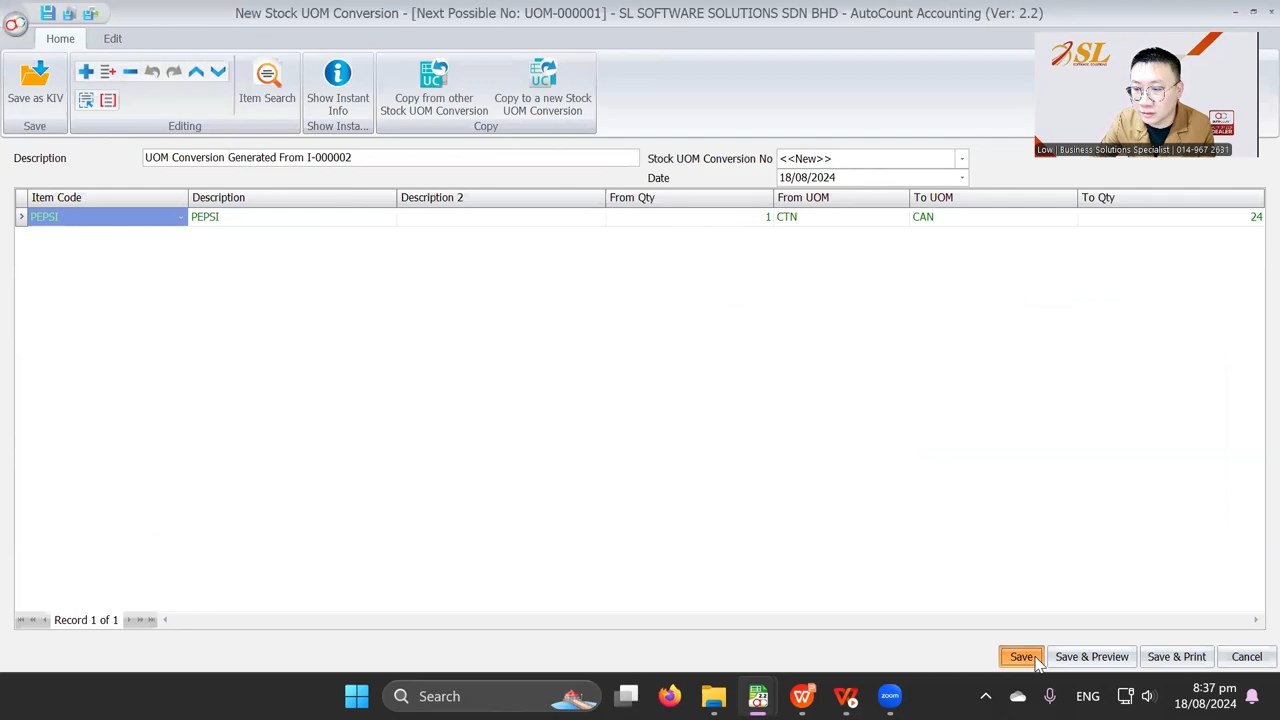 New Stock UOM Conversion - [Next Possible No: UOM-000001] - SL SOFTWARE SOLUTIONS SDN BHD - AutoCount Accounting (Ver: 2.2)
Home Edit
Save as KIV
Item Search
Show Instant Info
Copy from other Stock UOM Conversion
Copy to a new Stock UOM Conversion
Save Editing Show Insta... Copy
SL
Low | Business Solutions Specialist | 014-967 2631
Description UOM Conversion Generated From I-000002
Stock UOM Conversion No <<New>>
Date 18/08/2024
Item Code Description Description 2 From Qty From UOM To UOM To Qty
PEPSI PEPSI 1 CTN CAN 24
Record 1 of 1
Save Save & Preview Save & Print Cancel
Search
zoom
ENG
8:37 pm
18/08/2024